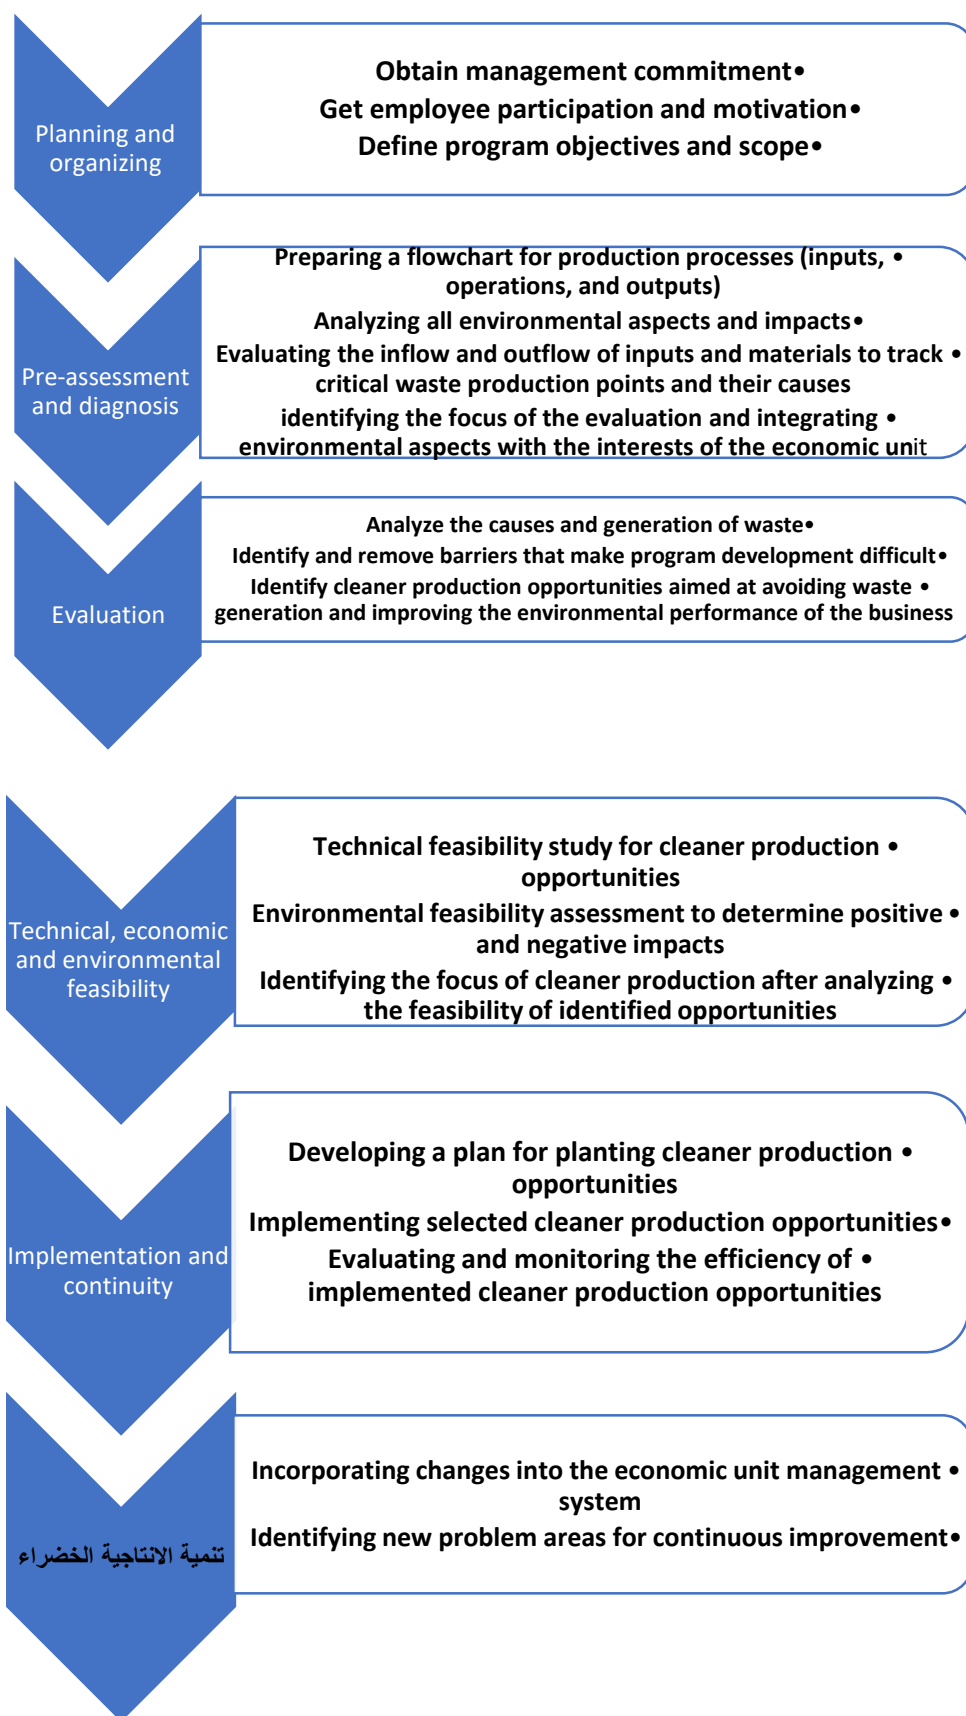 Planning and
organizing
Obtain management commitment•
Get employee participation and motivation•
Define program objectives and scope•
Pre-assessment
and diagnosis
Preparing a flowchart for production processes (inputs, •
operations, and outputs)
Analyzing all environmental aspects and impacts•
Evaluating the inflow and outflow of inputs and materials to track •
critical waste production points and their causes
identifying the focus of the evaluation and integrating •
environmental aspects with the interests of the economic unit
Evaluation
Analyze the causes and generation of waste•
Identify and remove barriers that make program development difficult•
Identify cleaner production opportunities aimed at avoiding waste •
generation and improving the environmental performance of the business
Technical, economic
and environmental
feasibility
Technical feasibility study for cleaner production •
opportunities
Environmental feasibility assessment to determine positive •
and negative impacts
Identifying the focus of cleaner production after analyzing •
the feasibility of identified opportunities
Implementation and
continuity
Developing a plan for planting cleaner production •
opportunities
Implementing selected cleaner production opportunities•
Evaluating and monitoring the efficiency of •
implemented cleaner production opportunities
تنمية الانتاجية الخضراء
Incorporating changes into the economic unit management •
system
Identifying new problem areas for continuous improvement•